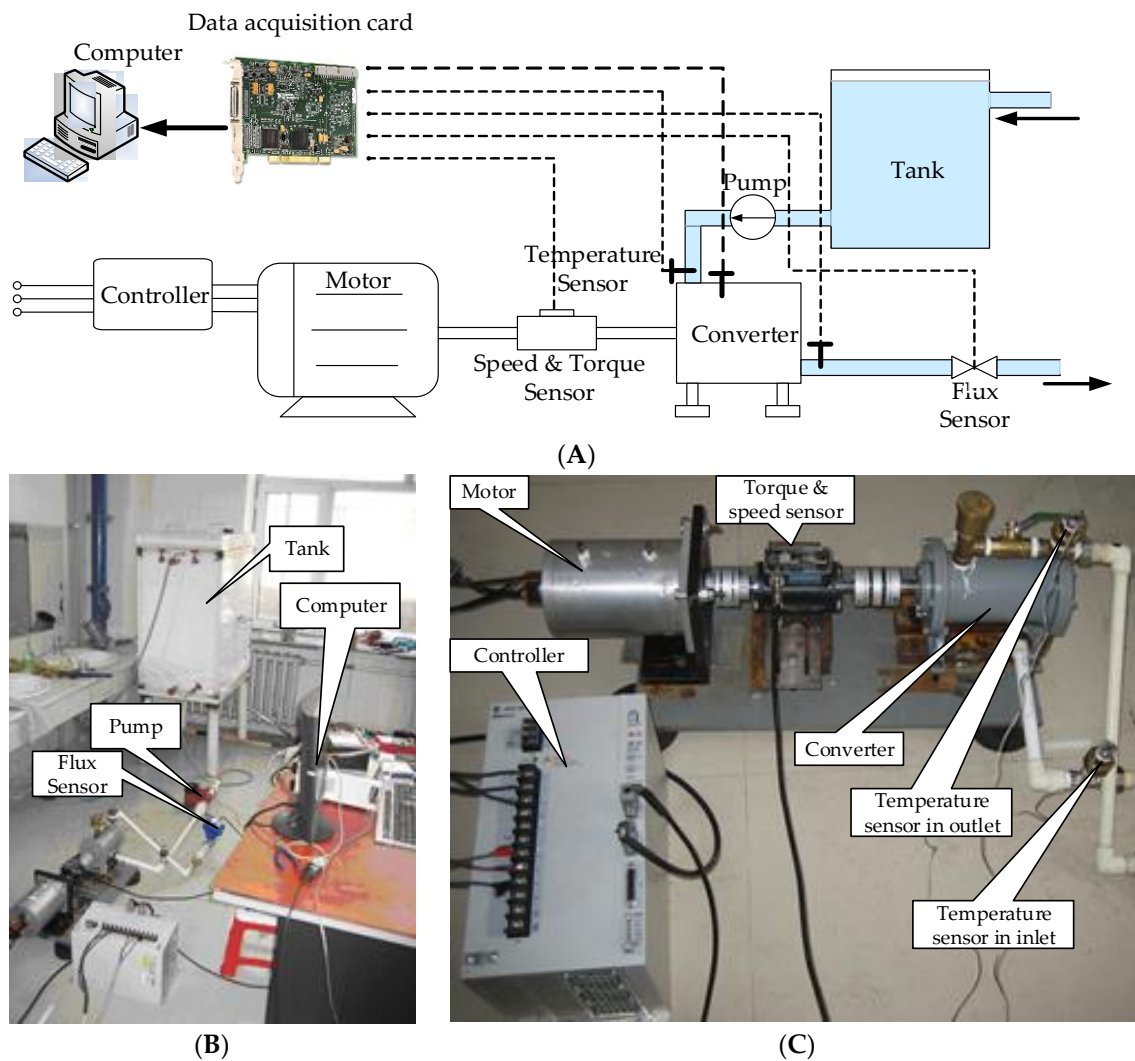 Data acquisition card
Computer
Pump
Tank
Temperature
Sensor
Controller
Motor
Converter
Speed & Torque
Sensor
Flux
Sensor
(A)
Tank
Computer
Pump
Flux
Sensor
(B)
Motor
Torque &
speed sensor
Controller
Converter
Temperature
sensor in outlet
Temperature
sensor in inlet
(C)